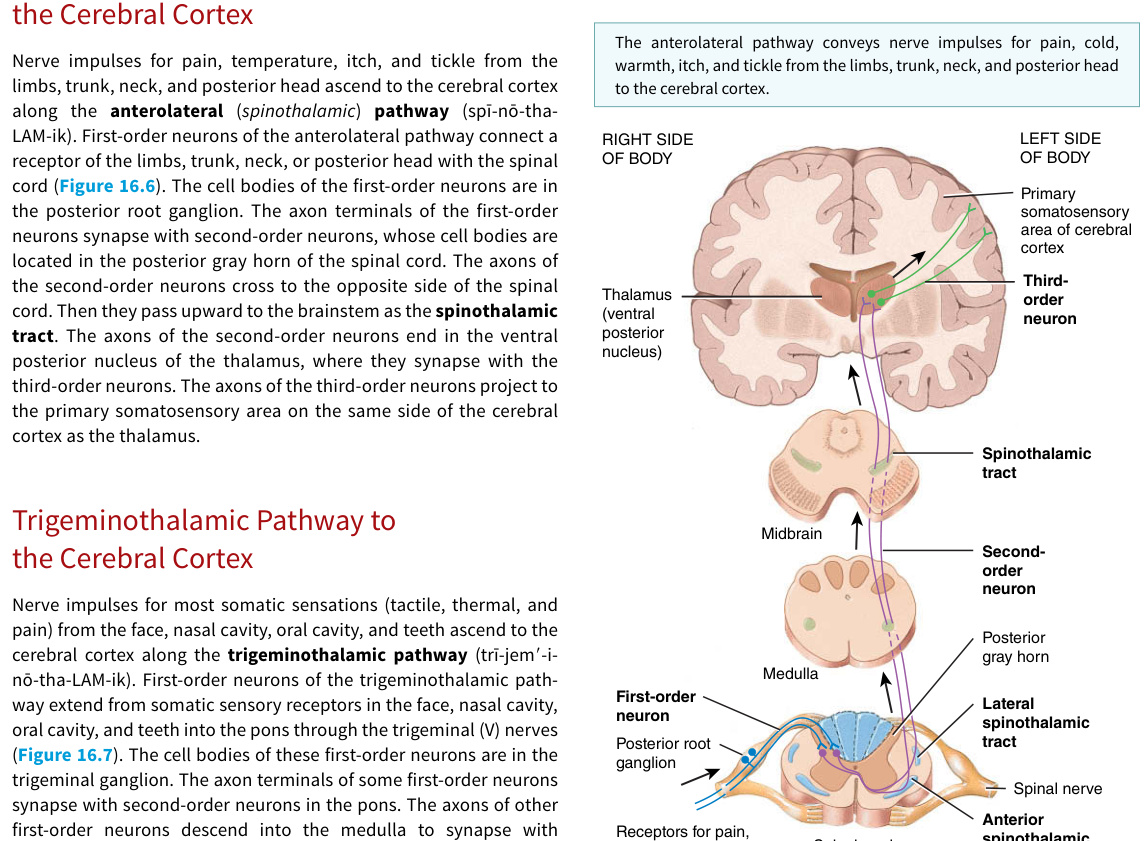 the Cerebral Cortex
Nerve impulses for pain, temperature, itch, and tickle from the
limbs, trunk, neck, and posterior head ascend to the cerebral cortex
along the anterolateral (spinothalamic) pathway (spī-nō-tha-
LAM-ik). First-order neurons of the anterolateral pathway connect a
receptor of the limbs, trunk, neck, or posterior head with the spinal
cord (Figure 16.6). The cell bodies of the first-order neurons are in
the posterior root ganglion. The axon terminals of the first-order
neurons synapse with second-order neurons, whose cell bodies are
located in the posterior gray horn of the spinal cord. The axons of
the second-order neurons cross to the opposite side of the spinal
cord. Then they pass upward to the brainstem as the spinothalamic
tract. The axons of the second-order neurons end in the ventral
posterior nucleus of the thalamus, where they synapse with the
third-order neurons. The axons of the third-order neurons project to
the primary somatosensory area on the same side of the cerebral
cortex as the thalamus.
Trigeminothalamic Pathway to
the Cerebral Cortex
Nerve impulses for most somatic sensations (tactile, thermal, and
pain) from the face, nasal cavity, oral cavity, and teeth ascend to the
cerebral cortex along the trigeminothalamic pathway (trī-jem′-i-
nō-tha-LAM-ik). First-order neurons of the trigeminothalamic path-
way extend from somatic sensory receptors in the face, nasal cavity,
oral cavity, and teeth into the pons through the trigeminal (V) nerves
(Figure 16.7). The cell bodies of these first-order neurons are in the
trigeminal ganglion. The axon terminals of some first-order neurons
synapse with second-order neurons in the pons. The axons of other
first-order neurons descend into the medulla to synapse with
The anterolateral pathway conveys nerve impulses for pain, cold,
warmth, itch, and tickle from the limbs, trunk, neck, and posterior head
to the cerebral cortex.
RIGHT SIDE
OF BODY
LEFT SIDE
OF BODY
Primary
somatosensory
area of cerebral
cortex
Third-
order
neuron
Thalamus
(ventral
posterior
nucleus)
Spinothalamic
tract
Midbrain
Second-
order
neuron
Posterior
gray horn
Medulla
First-order
neuron
Lateral
spinothalamic
tract
Posterior root
ganglion
Spinal nerve
Anterior
spinothalamic
Receptors for pain,